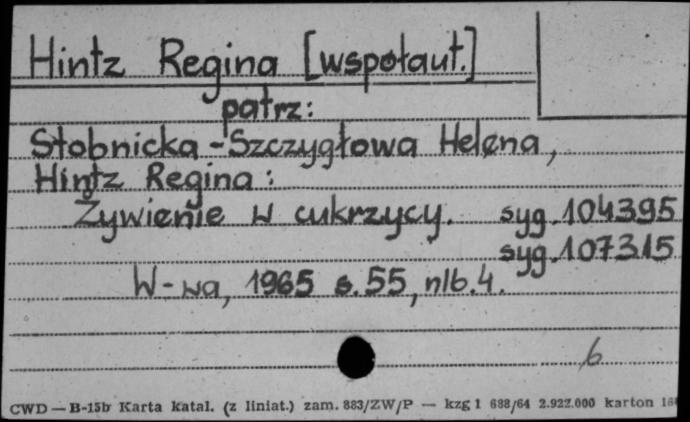 Hintz Regina [współaut.]
patrz:
Stobnicka-Szczygłowa Helena,
Hintz Regina:
Żywienie w cukrzycy. syg.104395
syg.107315
W-wa, 1965 s.55, nlb.4.
6
CWD — B-15b Karta katal. (z liniat.) zam. 883/ZW/P — kzg 1 688/64 2.922.000 karton